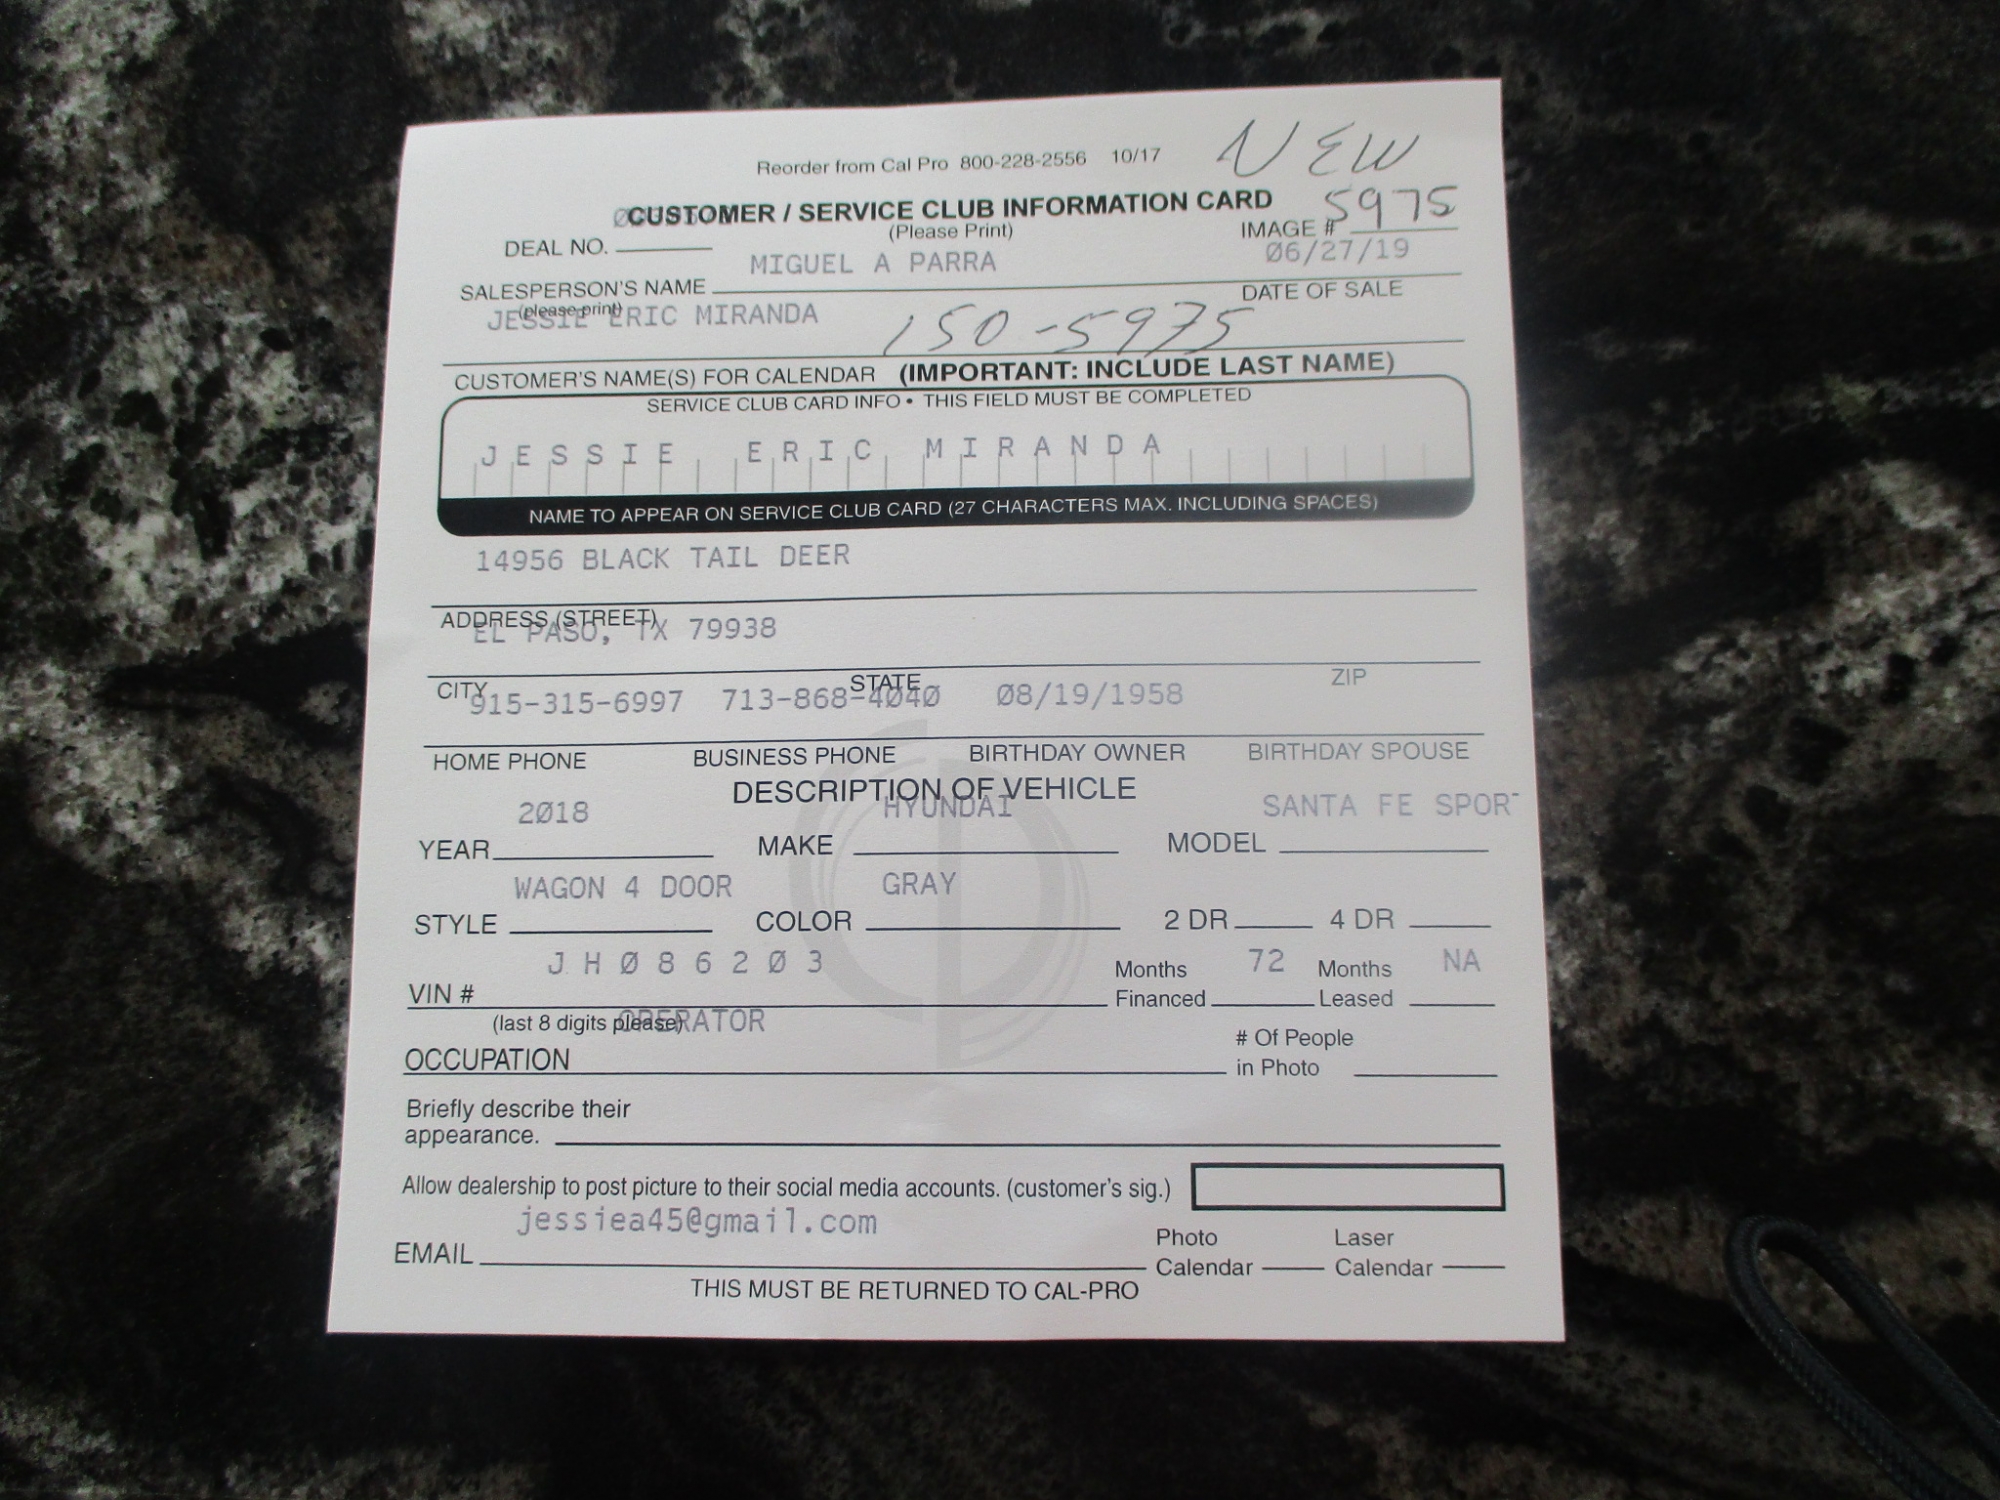 Reorder from Cal Pro 800-228-2556 10/17 NEW
CUSTOMER / SERVICE CLUB INFORMATION CARD
(Please Print)
DEAL NO. IMAGE # 5975
MIGUEL A PARRA 06/27/19
SALESPERSON'S NAME DATE OF SALE
(please print)
JESSIE ERIC MIRANDA 150-5975
CUSTOMER'S NAME(S) FOR CALENDAR (IMPORTANT: INCLUDE LAST NAME)
SERVICE CLUB CARD INFO • THIS FIELD MUST BE COMPLETED
JESSIE ERIC MIRANDA
NAME TO APPEAR ON SERVICE CLUB CARD (27 CHARACTERS MAX. INCLUDING SPACES)
14956 BLACK TAIL DEER
ADDRESS (STREET)
EL PASO, TX 79938
CITY STATE ZIP
915-315-6997 713-868-4040 08/19/1958
HOME PHONE BUSINESS PHONE BIRTHDAY OWNER BIRTHDAY SPOUSE
DESCRIPTION OF VEHICLE
2018 HYUNDAI SANTA FE SPOR
YEAR MAKE MODEL
WAGON 4 DOOR GRAY
STYLE COLOR 2 DR 4 DR
JH086203 Months 72 Months NA
VIN # Financed Leased
(last 8 digits please)
OPERATOR
OCCUPATION # Of People
in Photo
Briefly describe their
appearance.
Allow dealership to post picture to their social media accounts. (customer's sig.)
jessiea45@gmail.com
EMAIL Photo Laser
Calendar Calendar
THIS MUST BE RETURNED TO CAL-PRO